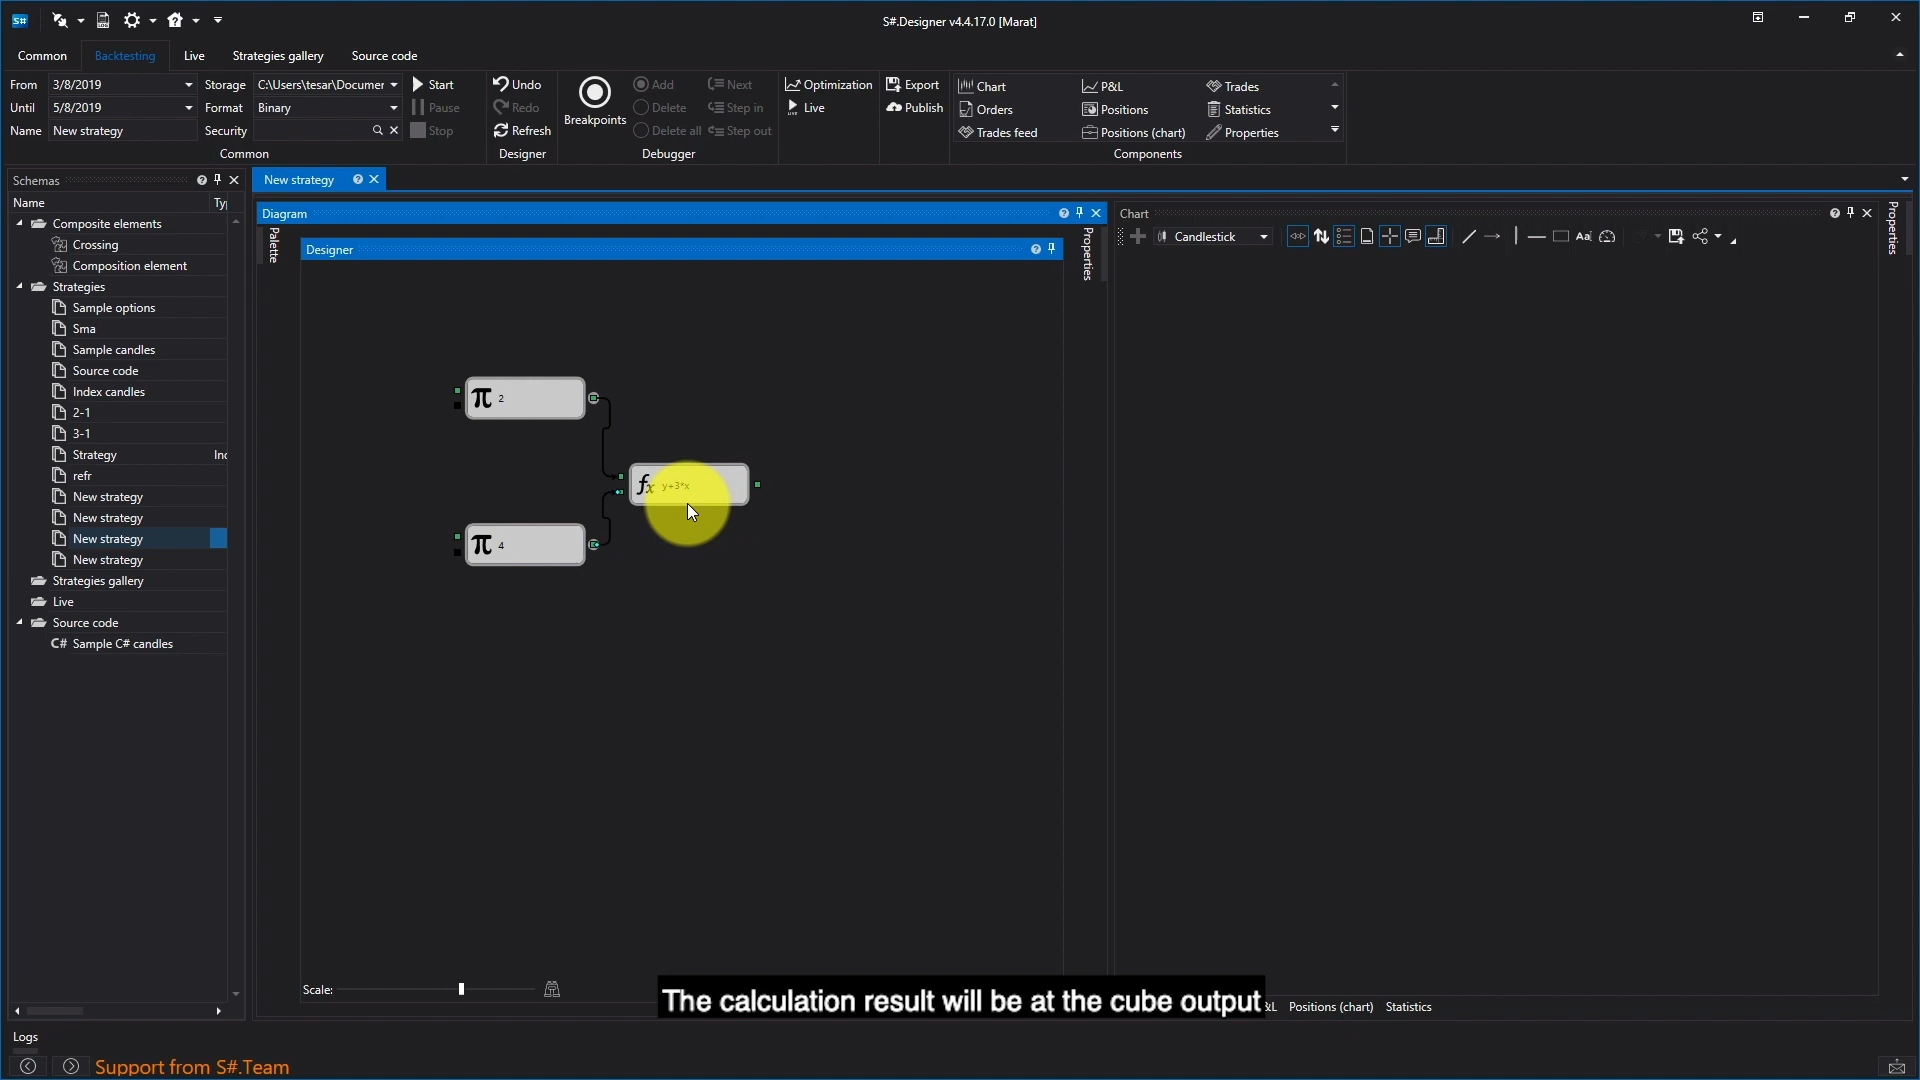 S#
S#.Designer v4.4.17.0 [Marat]
Common Backtesting Live Strategies gallery Source code
From 3/8/2019 Storage C:\Users\tesar\Documer Start Undo Add Next Optimization Export Chart P&L Trades
Until 5/8/2019 Format Binary Pause Redo Breakpoints Delete Step in Live Publish Orders Positions Statistics
Name New strategy Security Stop Refresh Delete all Step out Trades feed Positions (chart) Properties
Common Designer Debugger Components
Schemas
Name Ty
Composite elements
Crossing
Composition element
Strategies
Sample options
Sma
Sample candles
Source code
Index candles
2-1
3-1
Strategy Inc
refr
New strategy
New strategy
New strategy
New strategy
Strategies gallery
Live
Source code
C# Sample C# candles
New strategy
Diagram
Palette
Designer
Properties
π 2
fx y+3*x
π 4
Scale:
Chart
Candlestick
Aa
Properties
The calculation result will be at the cube output
&L Positions (chart) Statistics
Logs
Support from S#.Team